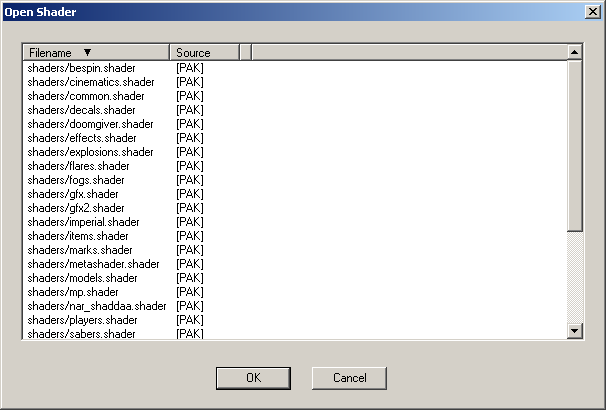 Open Shader
Filename ▼ Source
shaders/bespin.shader [PAK]
shaders/cinematics.shader [PAK]
shaders/common.shader [PAK]
shaders/decals.shader [PAK]
shaders/doomgiver.shader [PAK]
shaders/effects.shader [PAK]
shaders/explosions.shader [PAK]
shaders/flares.shader [PAK]
shaders/fogs.shader [PAK]
shaders/gfx.shader [PAK]
shaders/gfx2.shader [PAK]
shaders/imperial.shader [PAK]
shaders/items.shader [PAK]
shaders/marks.shader [PAK]
shaders/metashader.shader [PAK]
shaders/models.shader [PAK]
shaders/mp.shader [PAK]
shaders/nar_shaddaa.shader [PAK]
shaders/players.shader [PAK]
shaders/sabers.shader [PAK]
OK Cancel